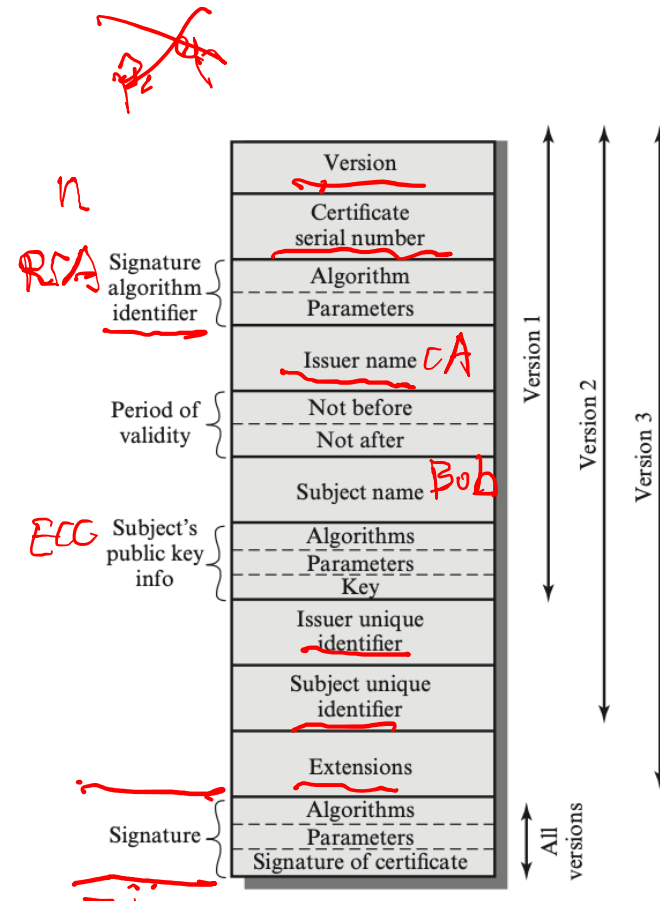 Version
n
Certificate
serial number
RSA
Signature
algorithm
identifier
Algorithm
Parameters
Issuer name CA
Period of
validity
Not before
Not after
Subject name Bob
ECC
Subject's
public key
info
Algorithms
Parameters
Key
Issuer unique
identifier
Subject unique
identifier
Extensions
Signature
Algorithms
Parameters
Signature of certificate
Version 1
Version 2
Version 3
All
versions